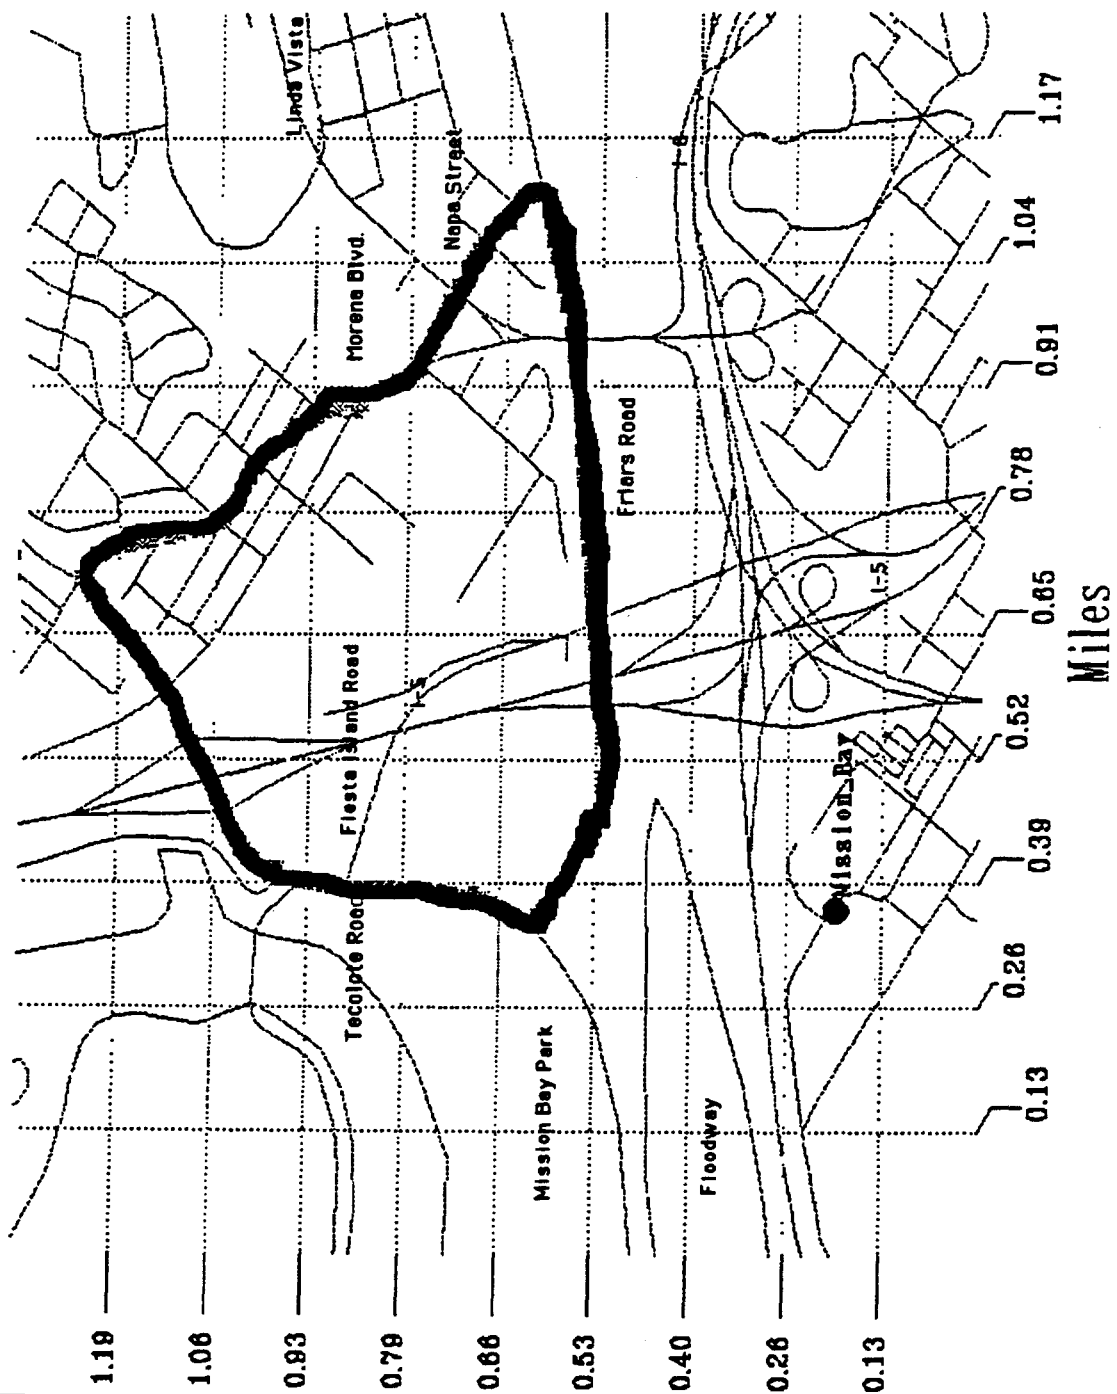 Linda Vista
Napa Street
Morena Blvd.
I-8
Friars Road
Fiesta Island Road
I-5
I-5
Tecolote Road
Mission Bay
Mission Bay Park
Floodway
1.19
1.06
0.93
0.79
0.66
0.53
0.40
0.26
0.13
0.13
0.26
0.39
0.52
0.65
0.78
0.91
1.04
1.17
Miles